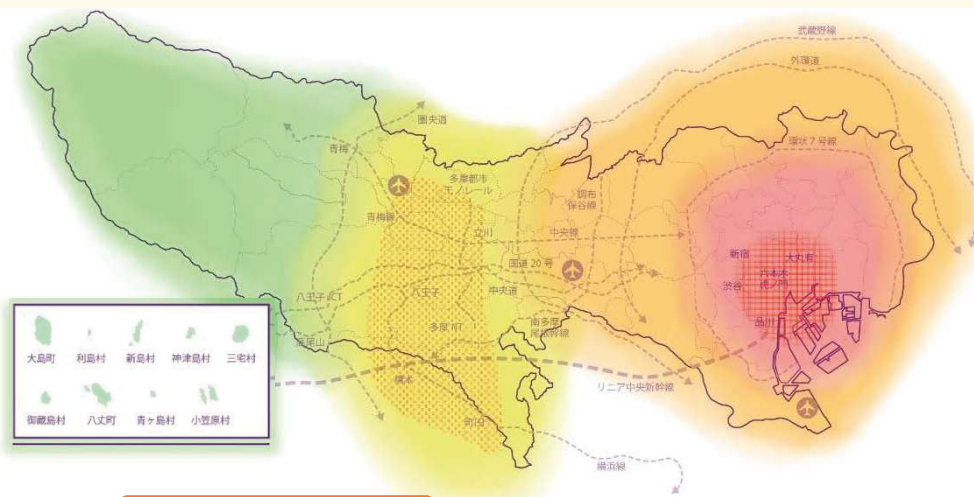 武蔵野線
外環道
環状7号線
圏央道
青梅
多摩都市
モノレール
調布
保谷線
青梅線
立川
中央線
新宿
大丸有
国道20号
六本木
虎ノ門
渋谷
八王子JCT
八王子
中央道
品川
多摩NT
南多摩
尾根幹線
高尾山
橋本
リニア中央新幹線
町田
横浜線
大島町
利島村
新島村
神津島村
三宅村
御蔵島村
八丈町
青ヶ島村
小笠原村